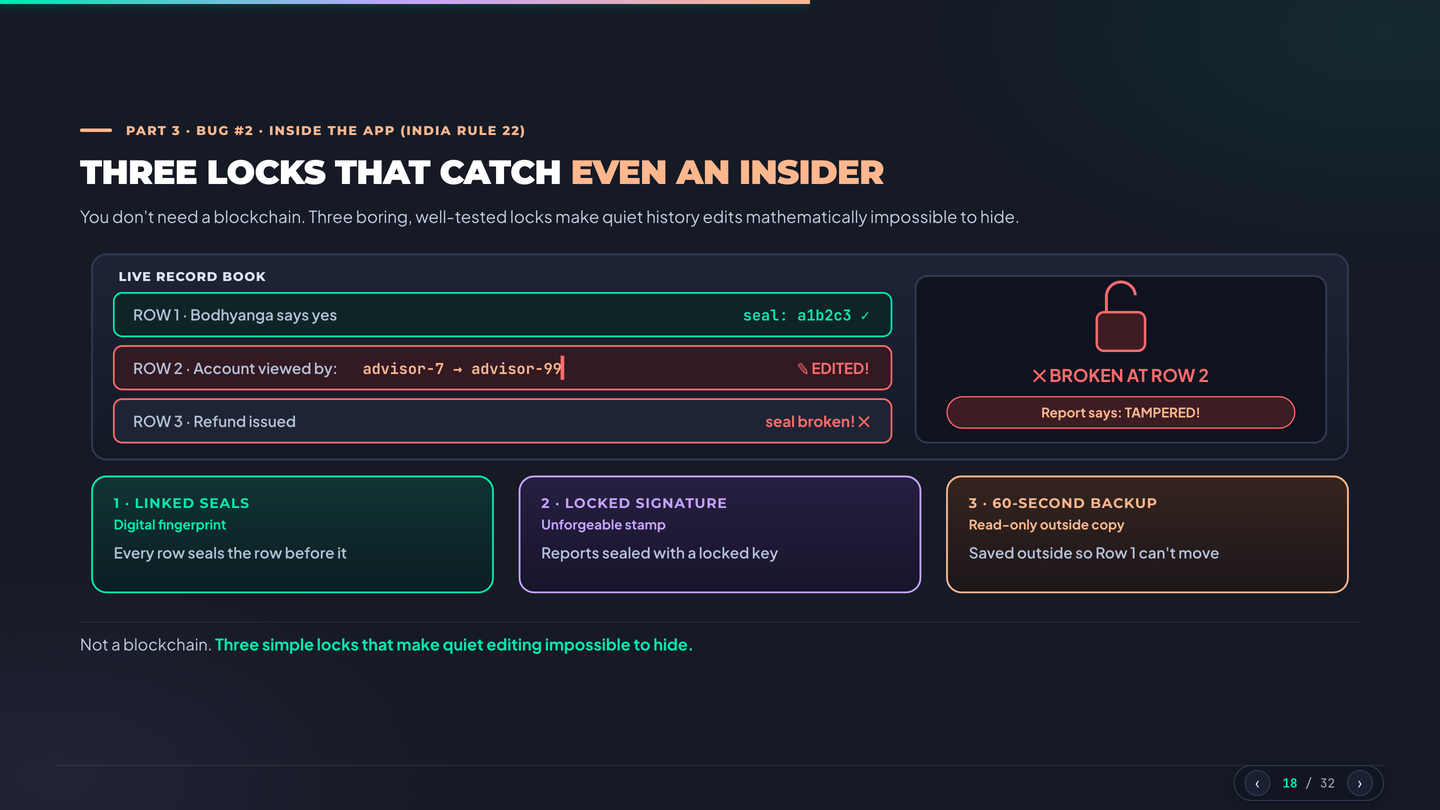 PART 3 · BUG #2 · INSIDE THE APP (INDIA RULE 22)
THREE LOCKS THAT CATCH EVEN AN INSIDER
You don't need a blockchain. Three boring, well-tested locks make quiet history edits mathematically impossible to hide.
LIVE RECORD BOOK
ROW 1 · Bodhyanga says yes seal: a1b2c3 ✓
ROW 2 · Account viewed by: advisor-7 → advisor-99 ✎ EDITED!
ROW 3 · Refund issued seal broken! ✕
✕ BROKEN AT ROW 2
Report says: TAMPERED!
1 · LINKED SEALS
Digital fingerprint
Every row seals the row before it
2 · LOCKED SIGNATURE
Unforgeable stamp
Reports sealed with a locked key
3 · 60-SECOND BACKUP
Read-only outside copy
Saved outside so Row 1 can't move
Not a blockchain. Three simple locks that make quiet editing impossible to hide.
‹ 18 / 32 ›